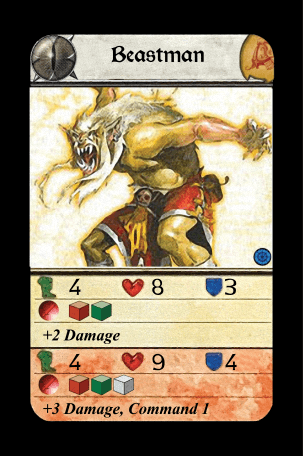 Beastman
4 8 3
+2 Damage
4 9 4
+3 Damage, Command 1